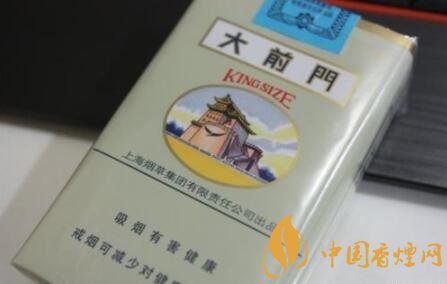 大前門
KING SIZE
上海烟草集团有限责任公司出品
吸烟有害健康
戒烟可减少对健
中国香烟网